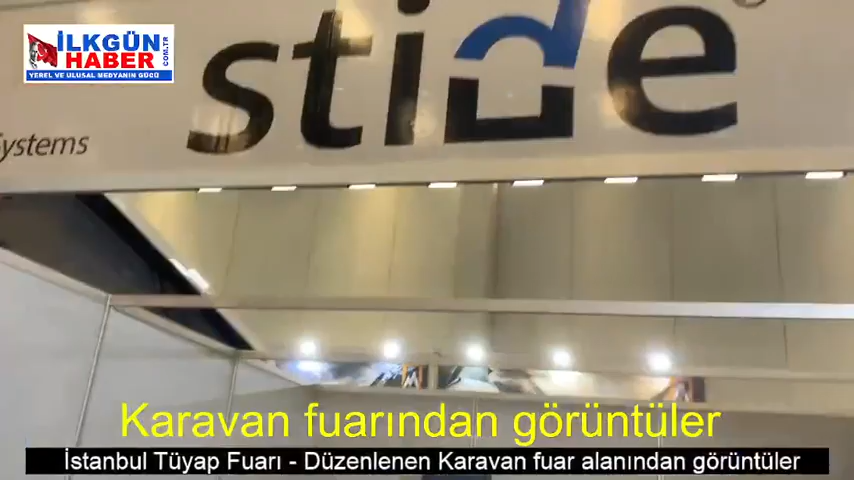 İLKGÜN
HABER
.COM.TR
YEREL VE ULUSAL MEDYANIN GÜCÜ
stide
Systems
Karavan fuarından görüntüler
İstanbul Tüyap Fuarı - Düzenlenen Karavan fuar alanından görüntüler